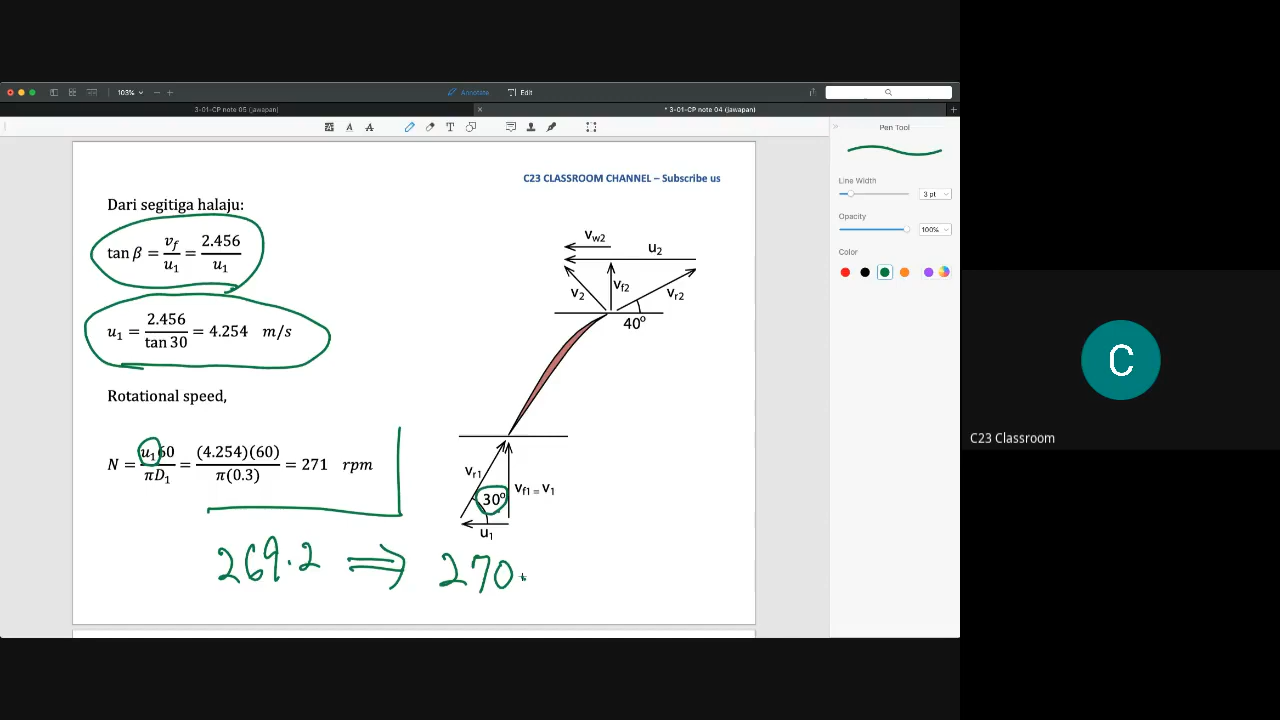 103%
Annotate
Edit
3-01-CP note 05 (jawapan)
* 3-01-CP note 04 (jawapan)
Pen Tool
Line Width
3 pt
Opacity
100%
Color
C23 CLASSROOM CHANNEL – Subscribe us
Dari segitiga halaju:
tan β = v_f / u_1 = 2.456 / u_1
u_1 = 2.456 / tan 30 = 4.254 m/s
Rotational speed,
N = u_1 60 / πD_1 = (4.254)(60) / π(0.3) = 271 rpm
269.2 ⇒ 270.
v_w2
u_2
v_2
v_f2
v_r2
40°
v_r1
30°
v_f1 = v_1
u_1
C
C23 Classroom